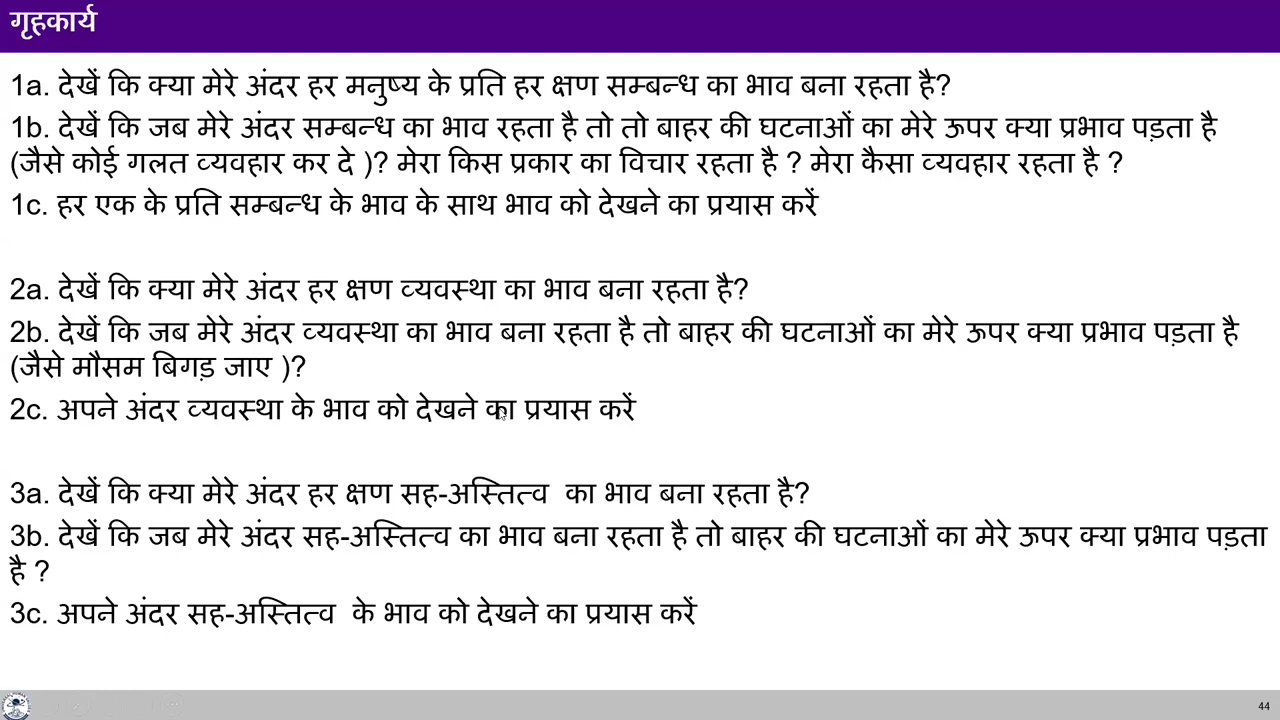 गृहकार्य
1a. देखें कि क्या मेरे अंदर हर मनुष्य के प्रति हर क्षण सम्बन्ध का भाव बना रहता है?
1b. देखें कि जब मेरे अंदर सम्बन्ध का भाव रहता है तो तो बाहर की घटनाओं का मेरे ऊपर क्या प्रभाव पड़ता है
(जैसे कोई गलत व्यवहार कर दे )? मेरा किस प्रकार का विचार रहता है ? मेरा कैसा व्यवहार रहता है ?
1c. हर एक के प्रति सम्बन्ध के भाव के साथ भाव को देखने का प्रयास करें
2a. देखें कि क्या मेरे अंदर हर क्षण व्यवस्था का भाव बना रहता है?
2b. देखें कि जब मेरे अंदर व्यवस्था का भाव बना रहता है तो बाहर की घटनाओं का मेरे ऊपर क्या प्रभाव पड़ता है
(जैसे मौसम बिगड़ जाए )?
2c. अपने अंदर व्यवस्था के भाव को देखने का प्रयास करें
3a. देखें कि क्या मेरे अंदर हर क्षण सह-अस्तित्व का भाव बना रहता है?
3b. देखें कि जब मेरे अंदर सह-अस्तित्व का भाव बना रहता है तो बाहर की घटनाओं का मेरे ऊपर क्या प्रभाव पड़ता
है ?
3c. अपने अंदर सह-अस्तित्व के भाव को देखने का प्रयास करें
44